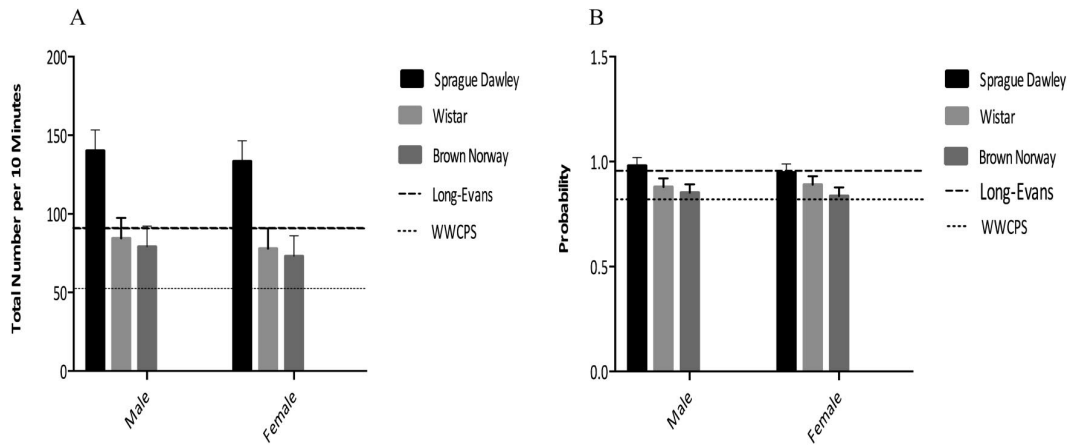 A
Total Number per 10 Minutes
200
150
100
50
0
Male
Female
Sprague Dawley
Wistar
Brown Norway
Long-Evans
WWCPS
B
Probability
1.5
1.0
0.5
0.0
Male
Female
Sprague Dawley
Wistar
Brown Norway
Long-Evans
WWCPS